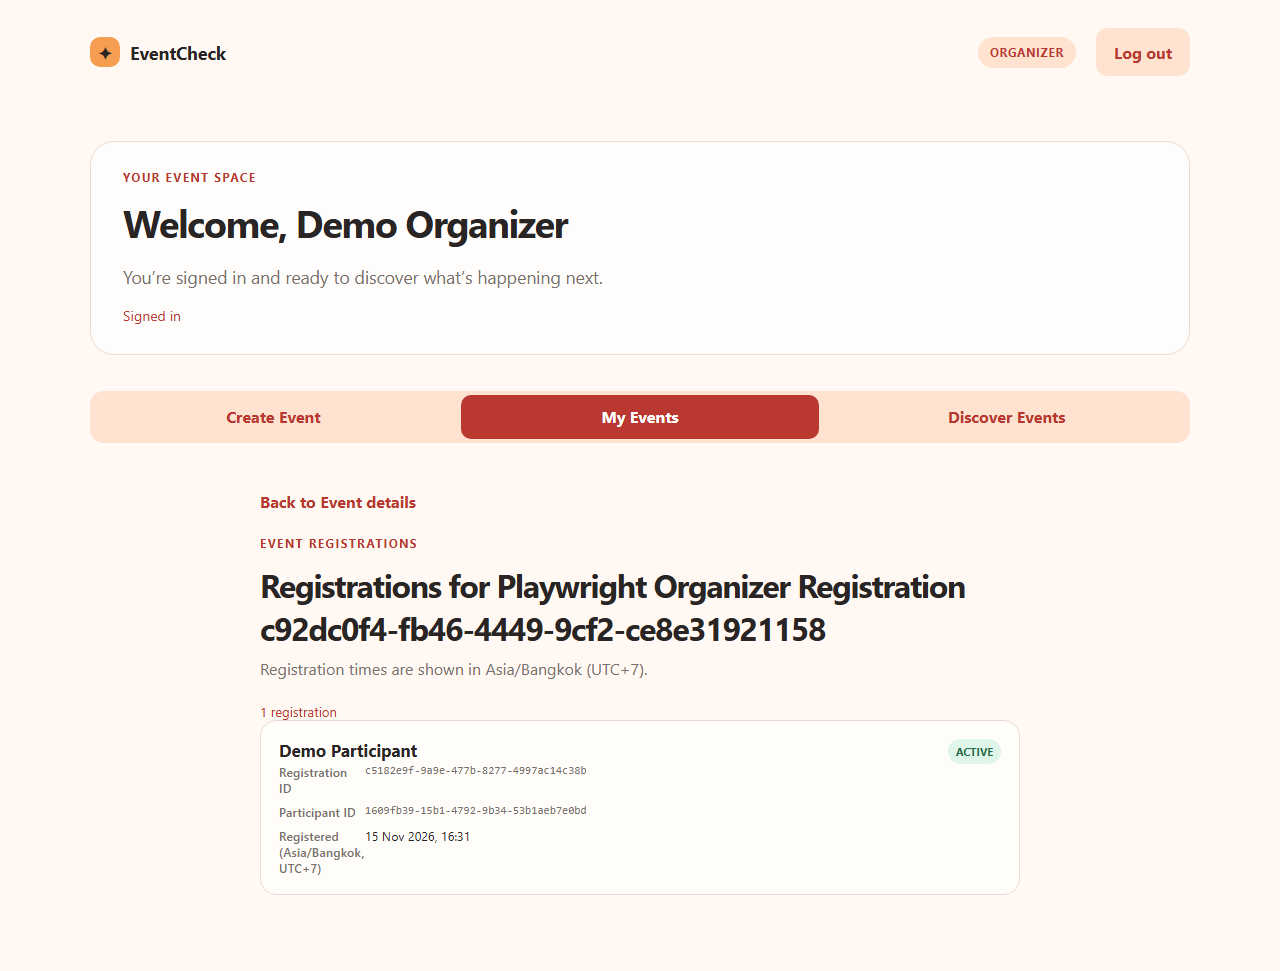 ✦ EventCheck
ORGANIZER
Log out
YOUR EVENT SPACE
Welcome, Demo Organizer
You’re signed in and ready to discover what’s happening next.
Signed in
Create Event
My Events
Discover Events
Back to Event details
EVENT REGISTRATIONS
Registrations for Playwright Organizer Registration
c92dc0f4-fb46-4449-9cf2-ce8e31921158
Registration times are shown in Asia/Bangkok (UTC+7).
1 registration
Demo Participant
ACTIVE
Registration c5182e9f-9a9e-477b-8277-4997ac14c38b
ID
Participant ID 1609fb39-15b1-4792-9b34-53b1aeb7e0bd
Registered 15 Nov 2026, 16:31
(Asia/Bangkok,
UTC+7)